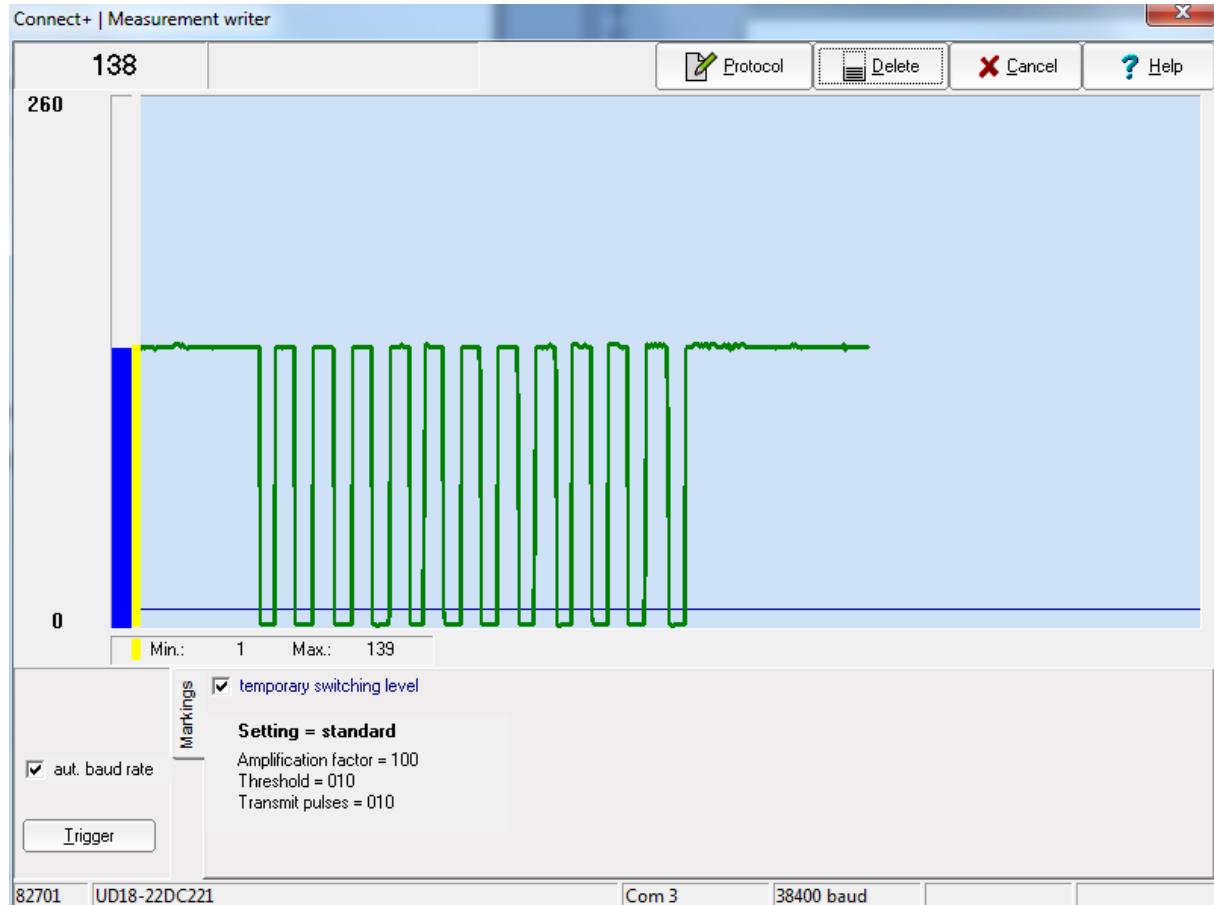 Connect+ | Measurement writer
138
Protocol
Delete
Cancel
Help
260
0
Min.: 1 Max.: 139
Markings
temporary switching level
Setting = standard
Amplification factor = 100
Threshold = 010
Transmit pulses = 010
aut. baud rate
Trigger
82701 UD18-22DC221 Com 3 38400 baud